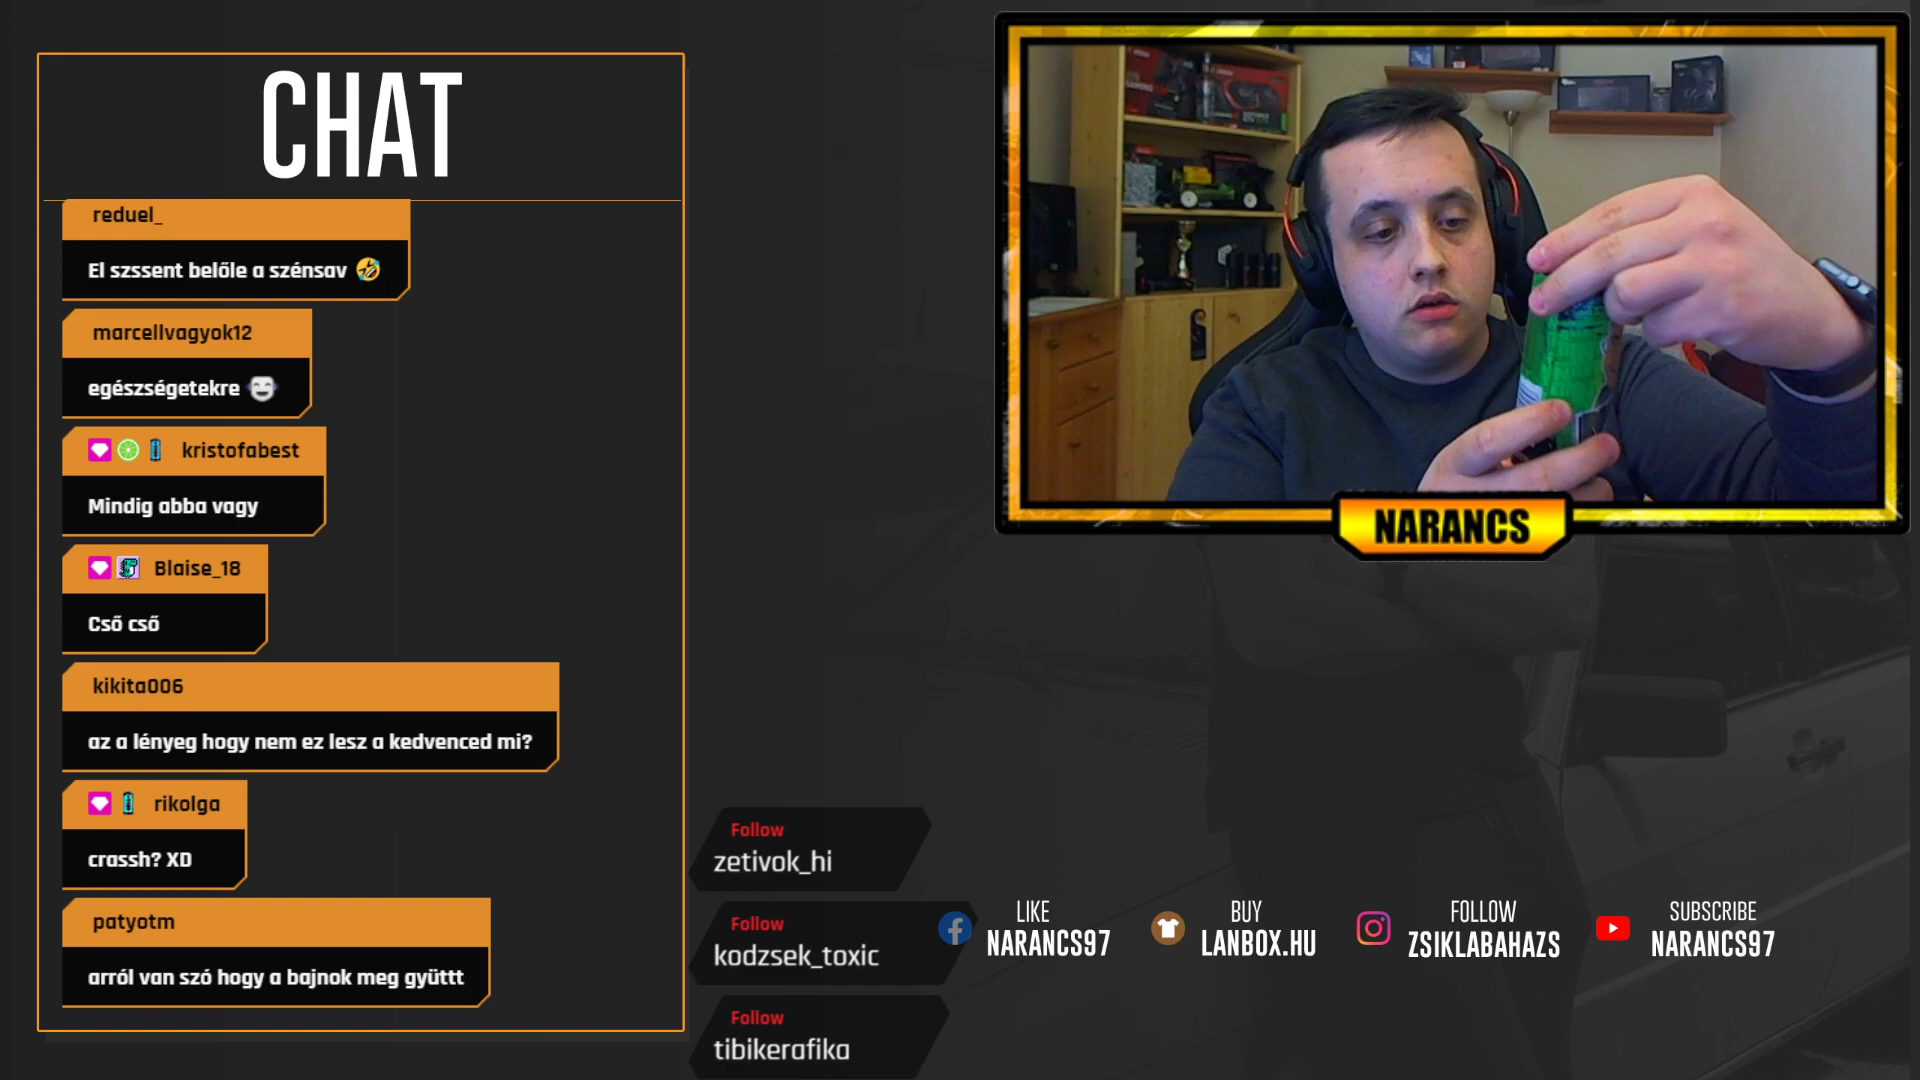 CHAT
reduel_
El szssent belőle a szénsav
marcellvagyok12
egészségetekre
kristofabest
Mindig abba vagy
Blaise_18
Cső cső
kikita006
az a lényeg hogy nem ez lesz a kedvenced mi?
rikolga
crassh? XD
patyotm
arról van szó hogy a bajnok meg gyüttt
NARANCS
Follow
zetivok_hi
Follow
kodzsek_toxic
Follow
tibikerafika
LIKE
NARANCS97
BUY
LANBOX.HU
FOLLOW
ZSIKLABAHAZS
SUBSCRIBE
NARANCS97